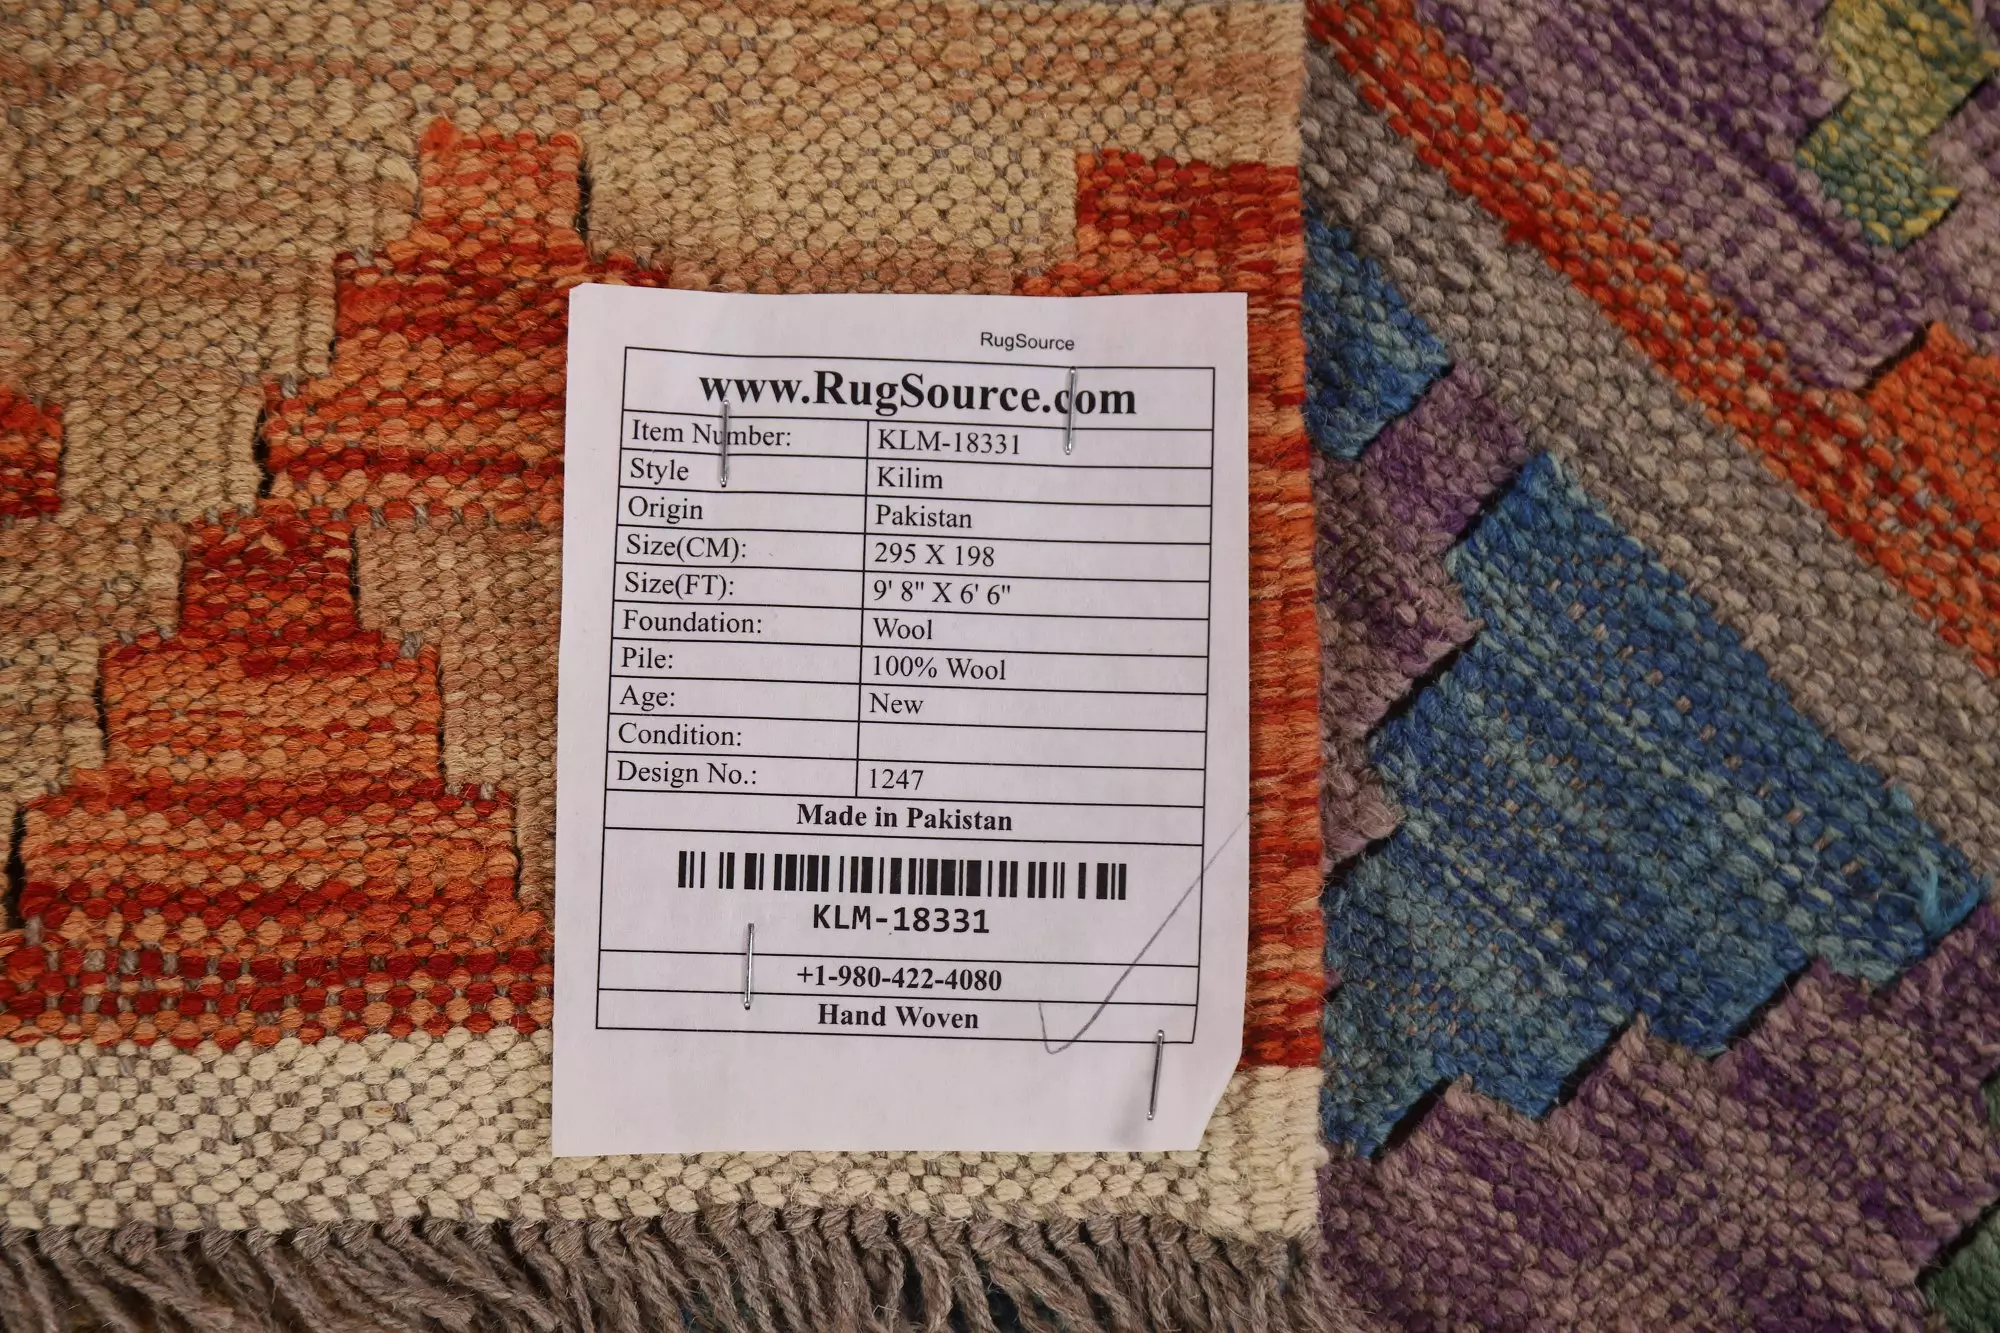 RugSource
www.RugSource.com
Item Number: KLM-18331
Style Kilim
Origin Pakistan
Size(CM): 295 X 198
Size(FT): 9' 8" X 6' 6"
Foundation: Wool
Pile: 100% Wool
Age: New
Condition:
Design No.: 1247
Made in Pakistan
KLM-18331
+1-980-422-4080
Hand Woven